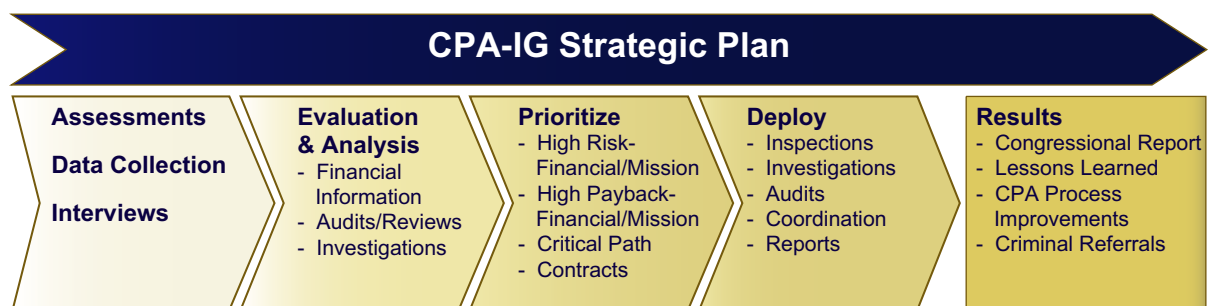 CPA-IG Strategic Plan
Assessments
Data Collection
Interviews
Evaluation
& Analysis
- Financial
Information
- Audits/Reviews
- Investigations
Prioritize
- High Risk-
Financial/Mission
- High Payback-
Financial/Mission
- Critical Path
- Contracts
Deploy
- Inspections
- Investigations
- Audits
- Coordination
- Reports
Results
- Congressional Report
- Lessons Learned
- CPA Process
Improvements
- Criminal Referrals